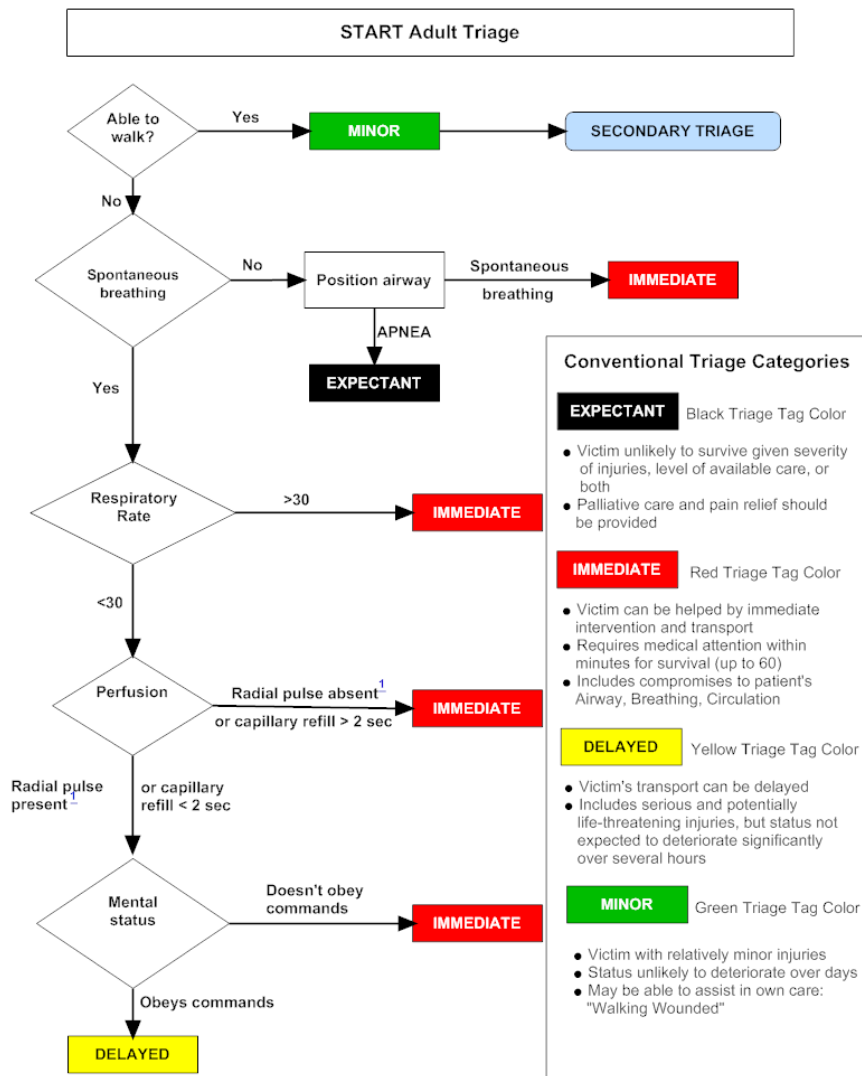 START Adult Triage
Able to
walk?
Yes
MINOR
SECONDARY TRIAGE
No
Spontaneous
breathing
No
Position airway
Spontaneous
breathing
IMMEDIATE
APNEA
EXPECTANT
Yes
Respiratory
Rate
>30
IMMEDIATE
<30
Perfusion
Radial pulse absent1
or capillary refill > 2 sec
IMMEDIATE
Radial pulse
present1
or capillary
refill < 2 sec
Mental
status
Doesn't obey
commands
IMMEDIATE
Obeys commands
DELAYED
Conventional Triage Categories
EXPECTANT Black Triage Tag Color
● Victim unlikely to survive given severity
of injuries, level of available care, or
both
● Palliative care and pain relief should
be provided
IMMEDIATE Red Triage Tag Color
● Victim can be helped by immediate
intervention and transport
● Requires medical attention within
minutes for survival (up to 60)
● Includes compromises to patient's
Airway, Breathing, Circulation
DELAYED Yellow Triage Tag Color
● Victim's transport can be delayed
● Includes serious and potentially
life-threatening injuries, but status not
expected to deteriorate significantly
over several hours
MINOR Green Triage Tag Color
● Victim with relatively minor injuries
● Status unlikely to deteriorate over days
● May be able to assist in own care:
"Walking Wounded"